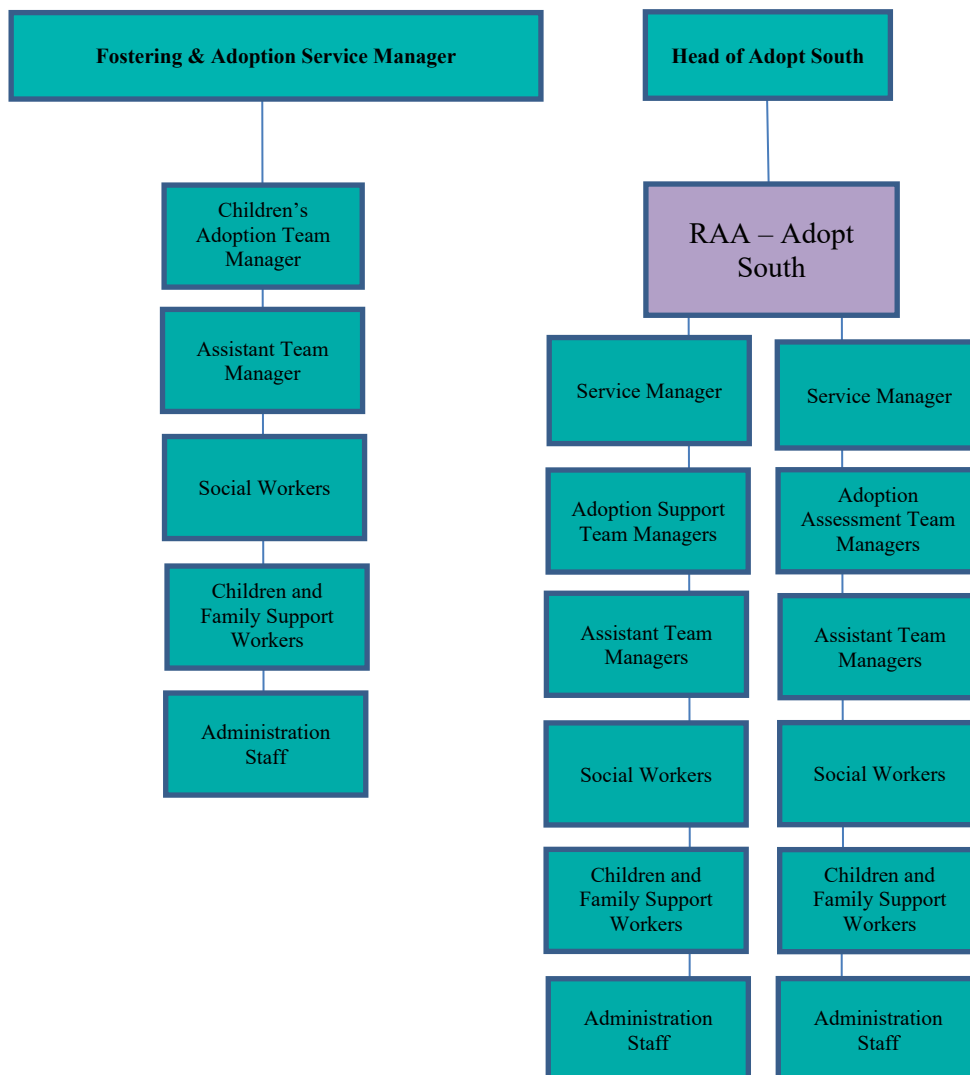 Fostering & Adoption Service Manager
Children’s
Adoption Team
Manager
Assistant Team
Manager
Social Workers
Children and
Family Support
Workers
Administration
Staff
Head of Adopt South
RAA – Adopt
South
Service Manager
Adoption Support
Team Managers
Assistant Team
Managers
Social Workers
Children and
Family Support
Workers
Administration
Staff
Service Manager
Adoption
Assessment Team
Managers
Assistant Team
Managers
Social Workers
Children and
Family Support
Workers
Administration
Staff